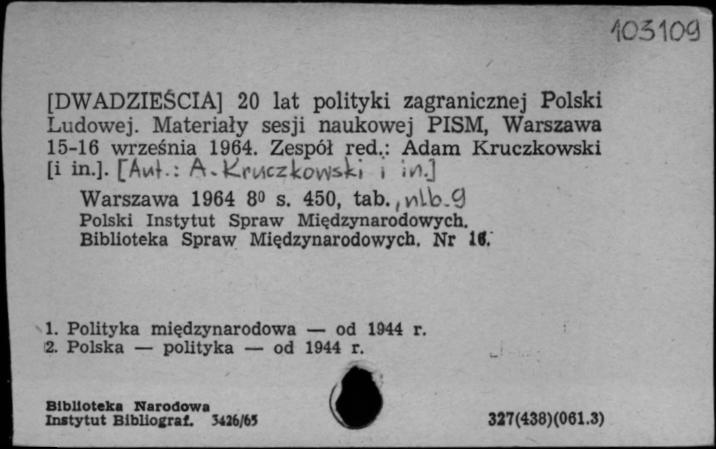 103109
[DWADZIEŚCIA] 20 lat polityki zagranicznej Polski
Ludowej. Materiały sesji naukowej PISM, Warszawa
15-16 września 1964. Zespół red.: Adam Kruczkowski
[i in.]. [Aut.: A. Kruczkowski i in.]
Warszawa 1964 8⁰ s. 450, tab., nlb. 9
Polski Instytut Spraw Międzynarodowych.
Biblioteka Spraw Międzynarodowych. Nr 16.
1. Polityka międzynarodowa — od 1944 r.
2. Polska — polityka — od 1944 r.
Biblioteka Narodowa
Instytut Bibliograf. 3426/65
327(438)(061.3)